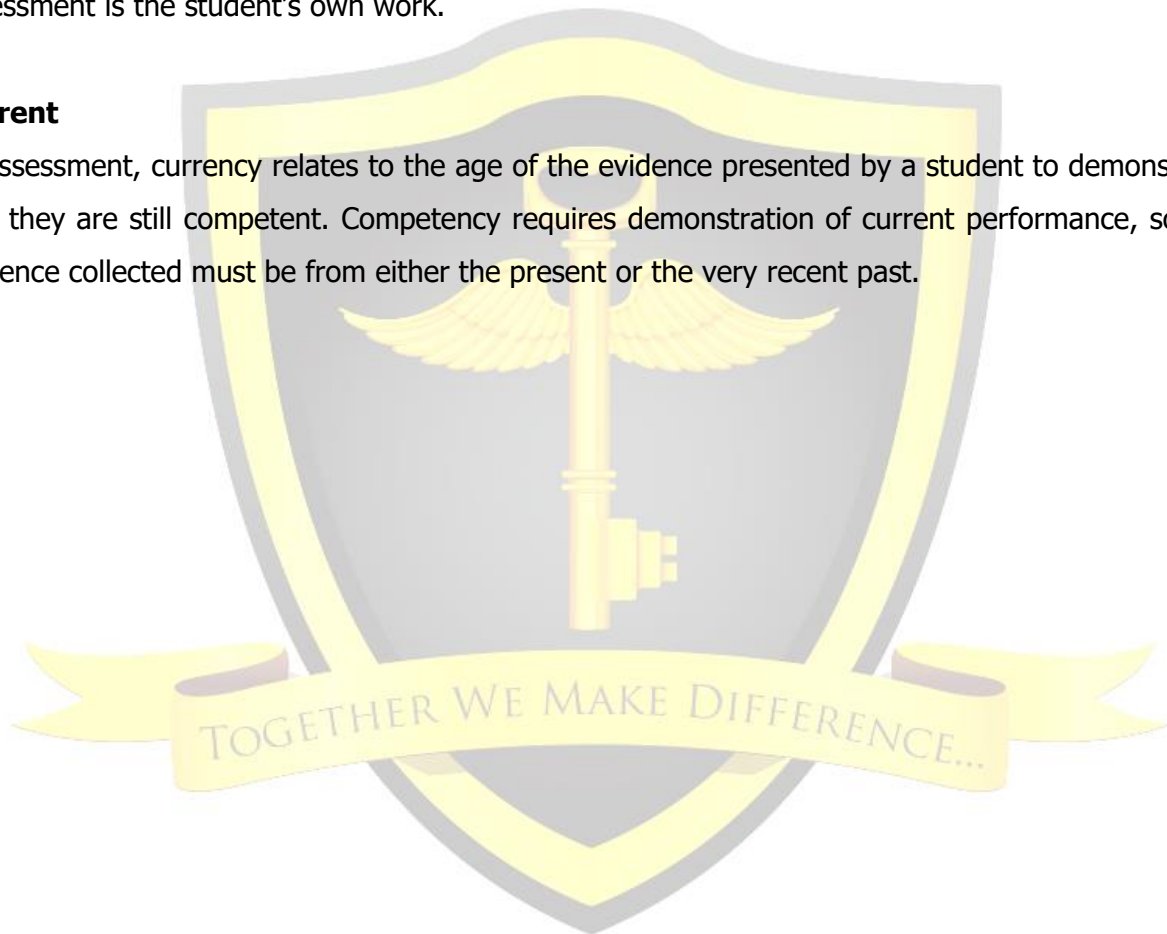 essment is the student's own work.
rent
ssessment, currency relates to the age of the evidence presented by a student to demons
they are still competent. Competency requires demonstration of current performance, so
ence collected must be from either the present or the very recent past.
TOGETHER WE MAKE DIFFERENCE...